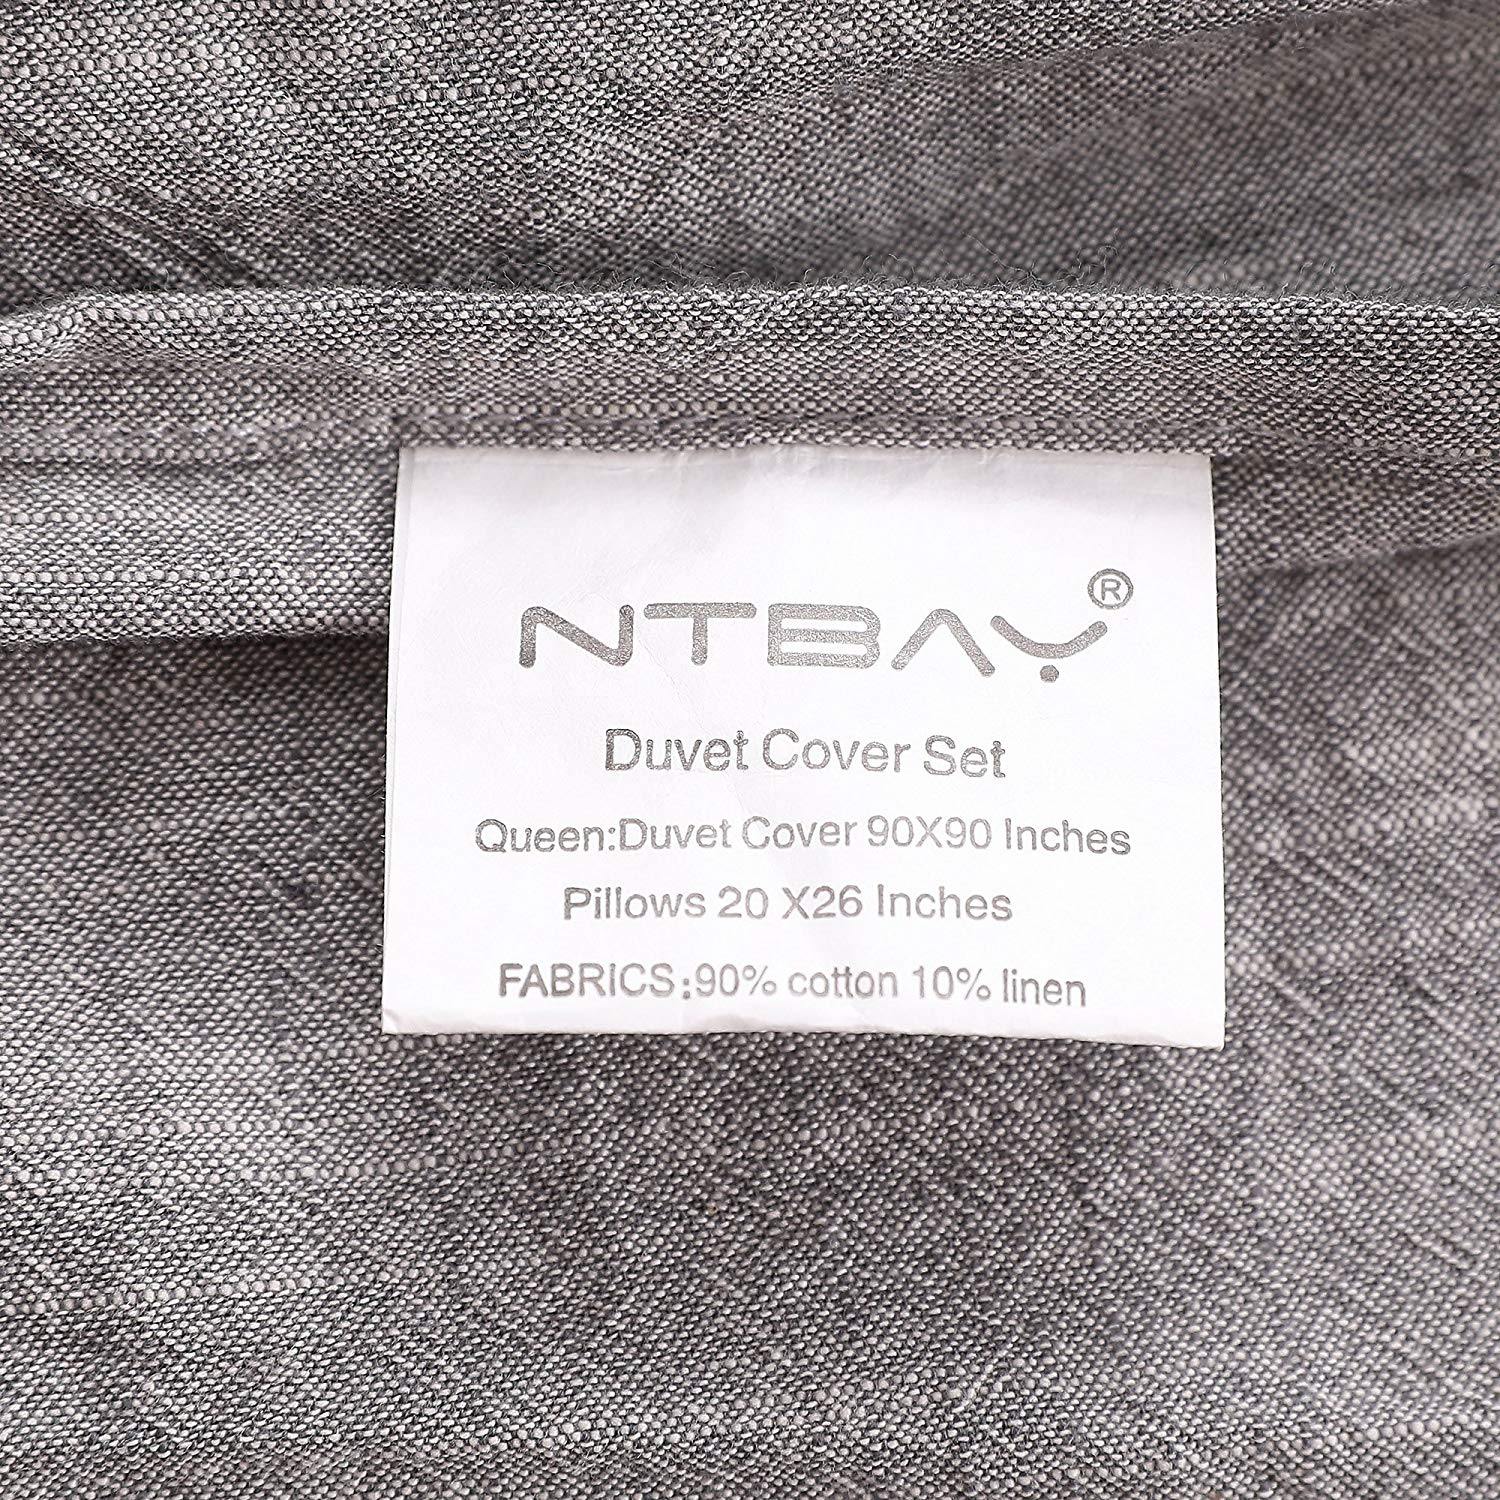 NTBAY®
Duvet Cover Set
Queen:Duvet Cover 90X90 Inches
Pillows 20 X26 Inches
FABRICS:90% cotton 10% linen